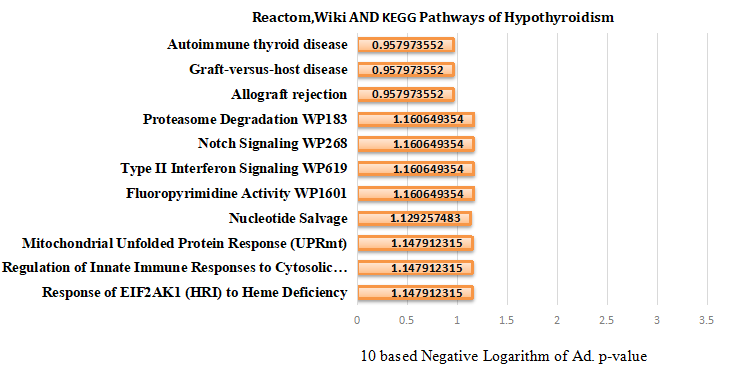 Reactom,Wiki AND KEGG Pathways of Hypothyroidism
Autoimmune thyroid disease 0.957973552
Graft-versus-host disease 0.957973552
Allograft rejection 0.957973552
Proteasome Degradation WP183 1.160649354
Notch Signaling WP268 1.160649354
Type II Interferon Signaling WP619 1.160649354
Fluoropyrimidine Activity WP1601 1.160649354
Nucleotide Salvage 1.129257483
Mitochondrial Unfolded Protein Response (UPRmt) 1.147912315
Regulation of Innate Immune Responses to Cytosolic… 1.147912315
Response of EIF2AK1 (HRI) to Heme Deficiency 1.147912315
0 0.5 1 1.5 2 2.5 3 3.5
10 based Negative Logarithm of Ad. p-value